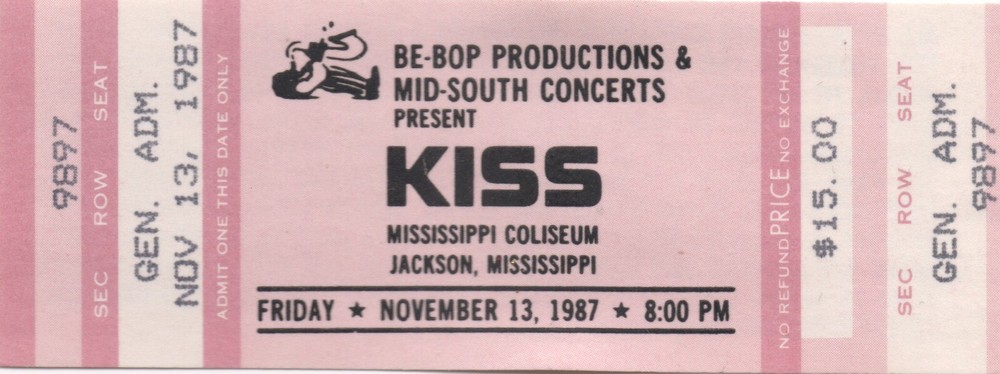 9897
SEC ROW SEAT
GEN. ADM.
NOV 13, 1987
ADMIT ONE THIS DATE ONLY
BE-BOP PRODUCTIONS &
MID-SOUTH CONCERTS
PRESENT
KISS
MISSISSIPPI COLISEUM
JACKSON, MISSISSIPPI
FRIDAY ★ NOVEMBER 13, 1987 ★ 8:00 PM
NO REFUND PRICE NO EXCHANGE
$15.00
SEC ROW SEAT
GEN. ADM.
9897